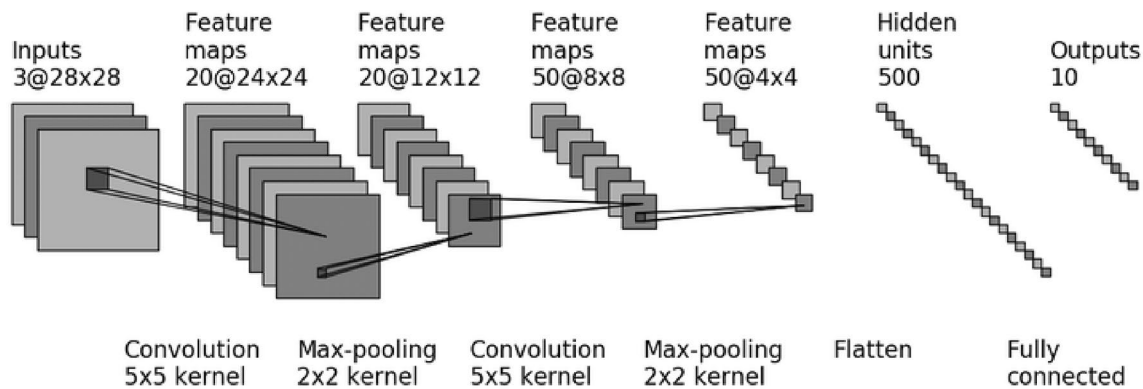 Inputs
3@28x28
Feature
maps
20@24x24
Feature
maps
20@12x12
Feature
maps
50@8x8
Feature
maps
50@4x4
Hidden
units
500
Outputs
10
Convolution
5x5 kernel
Max-pooling
2x2 kernel
Convolution
5x5 kernel
Max-pooling
2x2 kernel
Flatten
Fully
connected